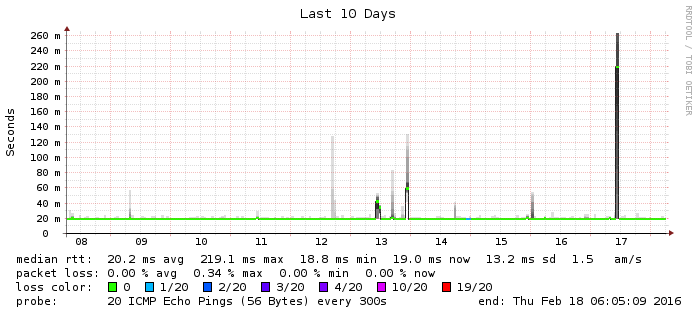 Last 10 Days
RRDTOOL / TOBI OETIKER
Seconds
260 m
240 m
220 m
200 m
180 m
160 m
140 m
120 m
100 m
80 m
60 m
40 m
20 m
0
08 09 10 11 12 13 14 15 16 17
median rtt: 20.2 ms avg 219.1 ms max 18.8 ms min 19.0 ms now 13.2 ms sd 1.5 am/s
packet loss: 0.00 % avg 0.34 % max 0.00 % min 0.00 % now
loss color: 0 1/20 2/20 3/20 4/20 10/20 19/20
probe: 20 ICMP Echo Pings (56 Bytes) every 300s end: Thu Feb 18 06:05:09 2016